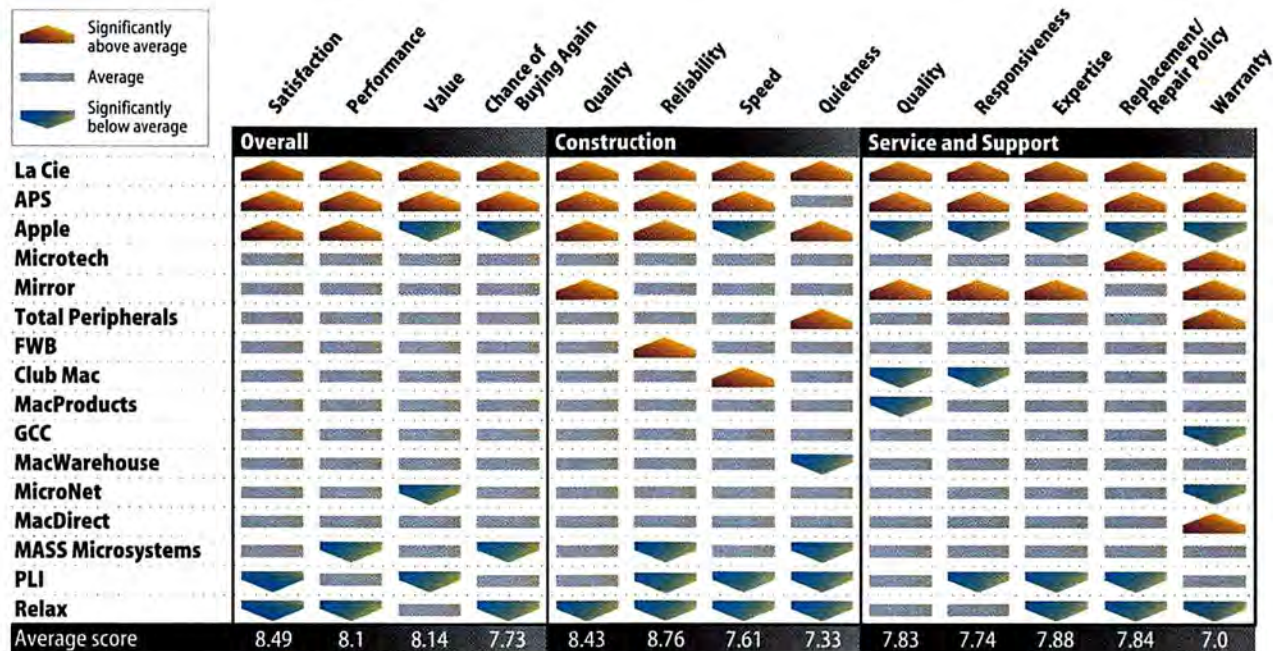 Significantly
above average
Average
Significantly
below average
Satisfaction
Performance
Value
Chance of
Buying Again
Quality
Reliability
Speed
Quietness
Quality
Responsiveness
Expertise
Replacement/
Repair Policy
Warranty
Overall Construction Service and Support
La Cie
APS
Apple
Microtech
Mirror
Total Peripherals
FWB
Club Mac
MacProducts
GCC
MacWarehouse
MicroNet
MacDirect
MASS Microsystems
PLI
Relax
Average score 8.49 8.1 8.14 7.73 8.43 8.76 7.61 7.33 7.83 7.74 7.88 7.84 7.0